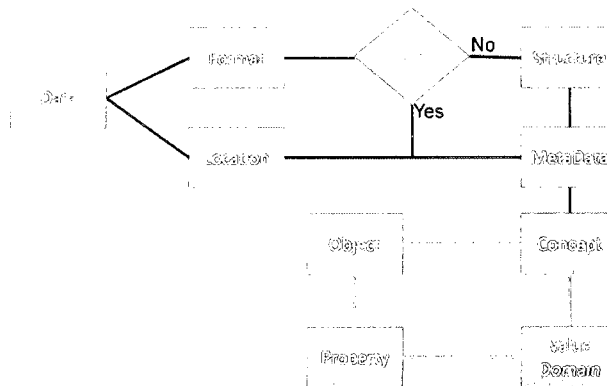 No
Format
Structure
Data
Yes
Location
MetaData
Object
Concept
Property
Value
Domain